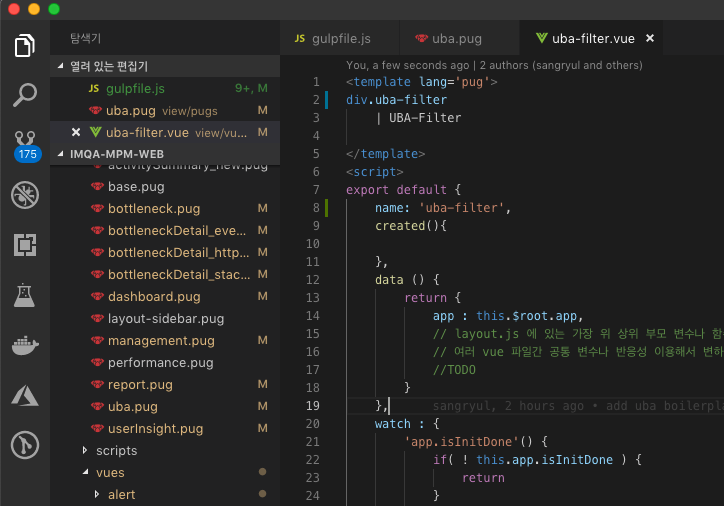 탐색기
열려 있는 편집기
gulpfile.js 9+, M
uba.pug view/pugs M
uba-filter.vue view/vu... M
175
IMQA-MPM-WEB
activitySummary_new.pug
base.pug
bottleneck.pug M
bottleneckDetail_eve... M
bottleneckDetail_http... M
bottleneckDetail_stac... M
dashboard.pug M
layout-sidebar.pug
management.pug M
performance.pug
report.pug M
uba.pug M
userInsight.pug M
scripts
vues
alert
JS gulpfile.js uba.pug uba-filter.vue
You, a few seconds ago | 2 authors (sangryul and others)
1 <template lang='pug'>
2 div.uba-filter
3 | UBA-Filter
4
5 </template>
6 <script>
7 export default {
8 name: 'uba-filter',
9 created(){
10
11 },
12 data () {
13 return {
14 app : this.$root.app,
15 // layout.js 에 있는 가장 위 상위 부모 변수나 함
16 // 여러 vue 파일간 공통 변수나 반응성 이용해서 변하
17 //TODO
18 }
19 }, sangryul, 2 hours ago • add uba boilerpl
20 watch : {
21 'app.isInitDone'() {
22 if( ! this.app.isInitDone ) {
23 return
24 }